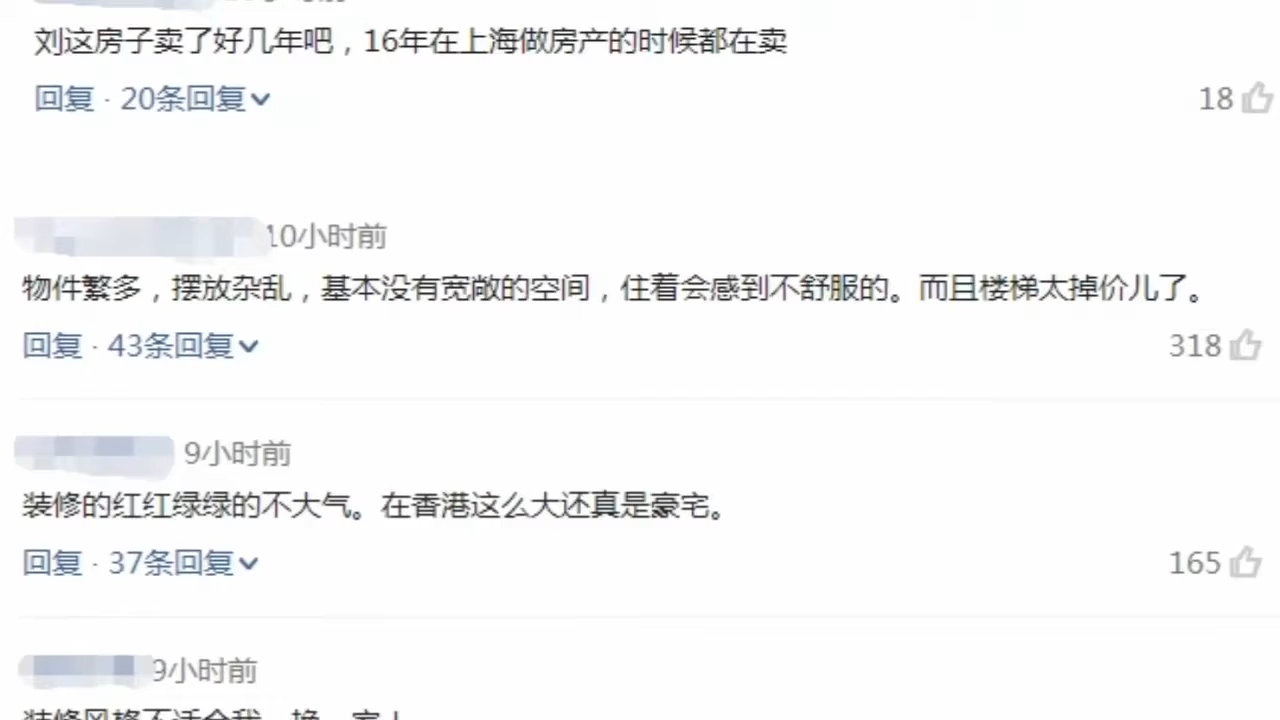 刘这房子卖了好几年吧，16年在上海做房产的时候都在卖
回复 · 20条回复
18
10小时前
物件繁多，摆放杂乱，基本没有宽敞的空间，住着会感到不舒服的。而且楼梯太掉价儿了。
回复 · 43条回复
318
9小时前
装修的红红绿绿的不大气。在香港这么大还真是豪宅。
回复 · 37条回复
165
9小时前